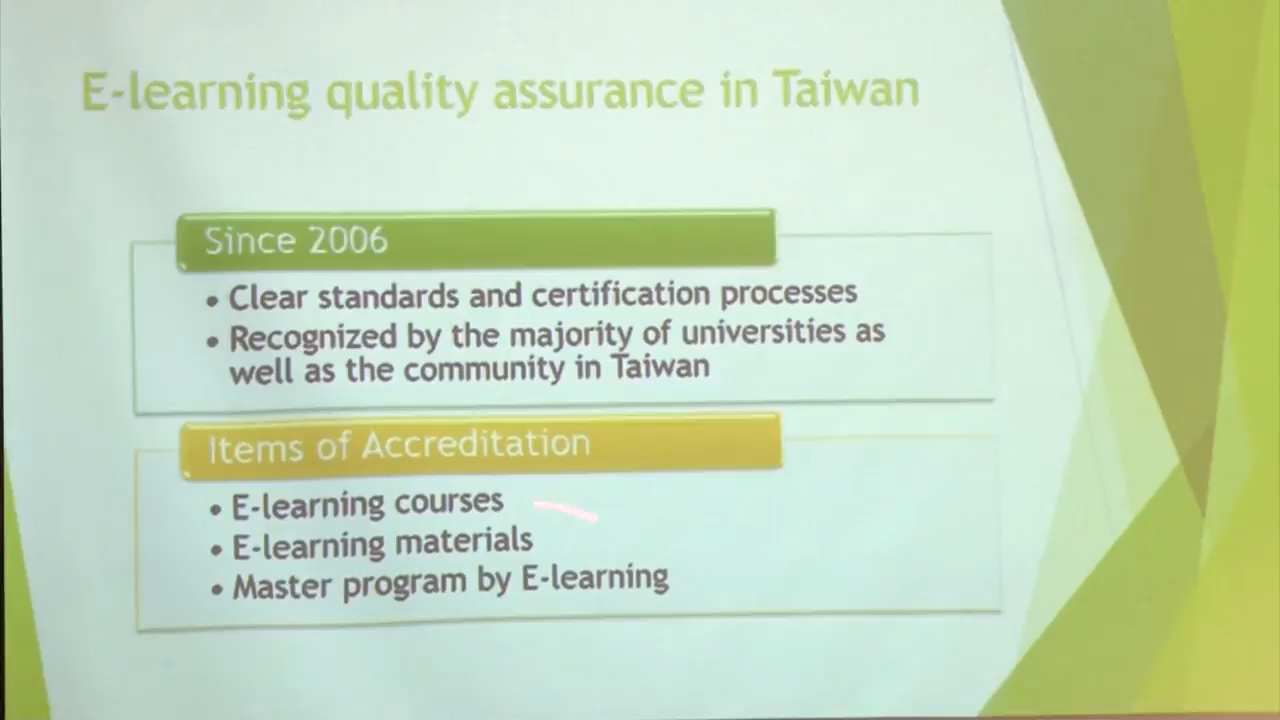 E-learning quality assurance in Taiwan
Since 2006
• Clear standards and certification processes
• Recognized by the majority of universities as
well as the community in Taiwan
Items of Accreditation
• E-learning courses
• E-learning materials
• Master program by E-learning